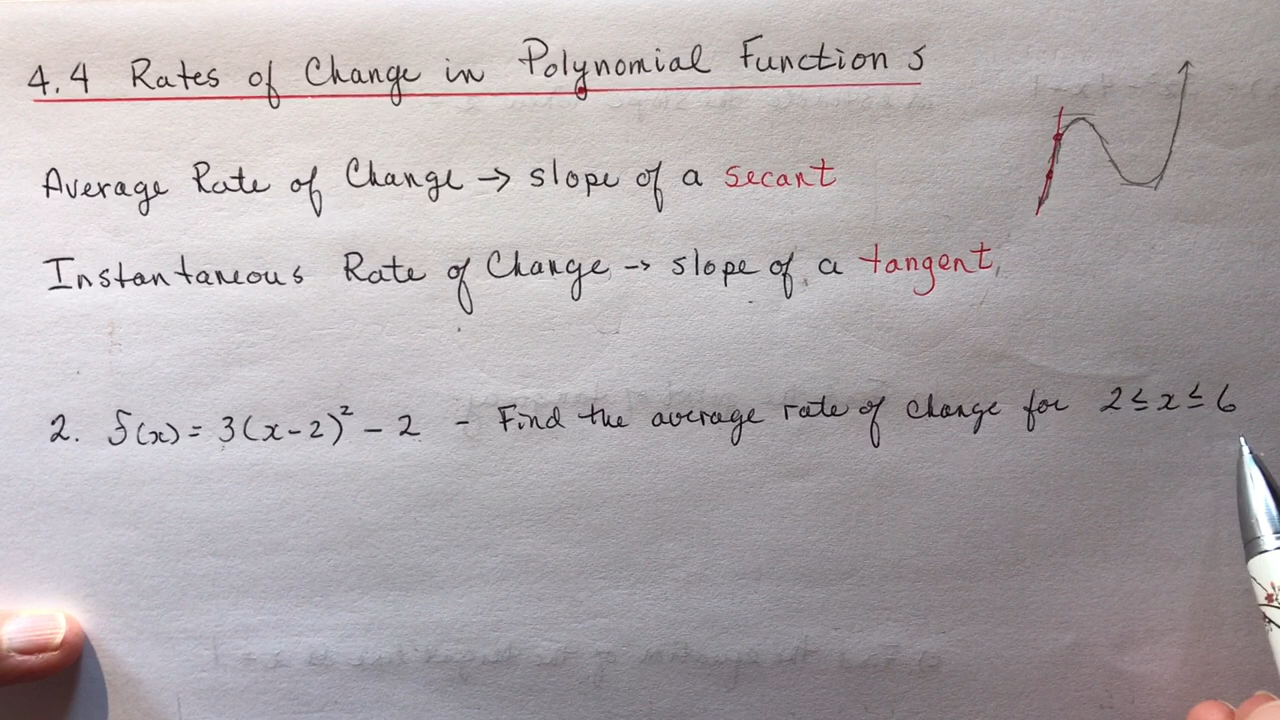 4.4 Rates of Change in Polynomial Functions
Average Rate of Change → slope of a secant
Instantaneous Rate of Change → slope of a tangent
2. f(x) = 3(x-2)² - 2 - Find the average rate of change for 2 ≤ x ≤ 6